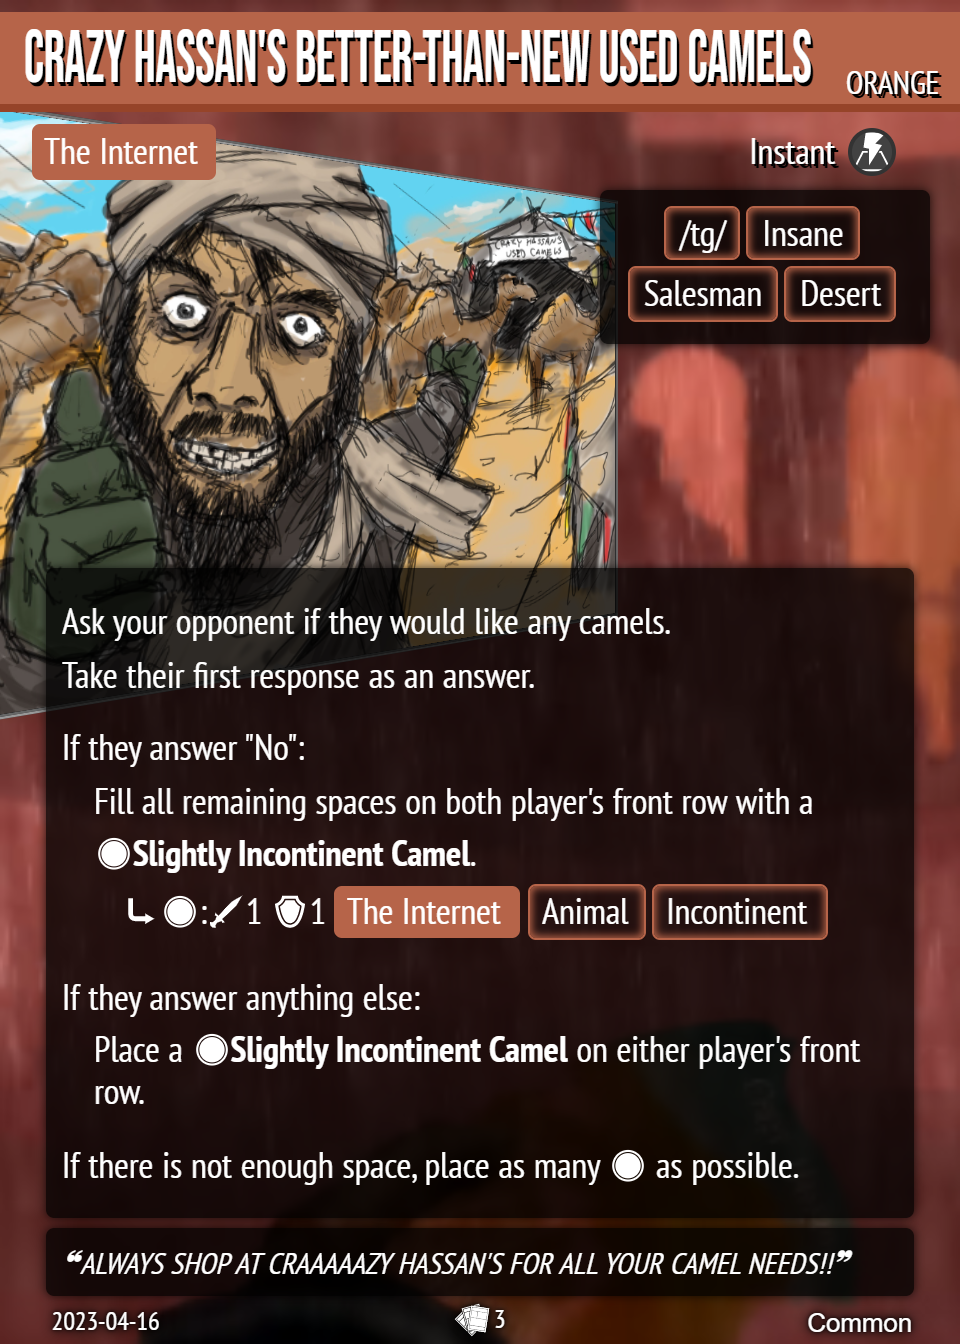 CRAZY HASSAN'S BETTER-THAN-NEW USED CAMELS
ORANGE
The Internet
Instant
/tg/ Insane
Salesman Desert
CRAZY HASSAN'S
USED CAMELS
Ask your opponent if they would like any camels.
Take their first response as an answer.
If they answer "No":
Fill all remaining spaces on both player's front row with a
Slightly Incontinent Camel.
: 1 1 The Internet Animal Incontinent
If they answer anything else:
Place a Slightly Incontinent Camel on either player's front
row.
If there is not enough space, place as many as possible.
❝ALWAYS SHOP AT CRAAAAAZY HASSAN'S FOR ALL YOUR CAMEL NEEDS!!❞
2023-04-16
3
Common